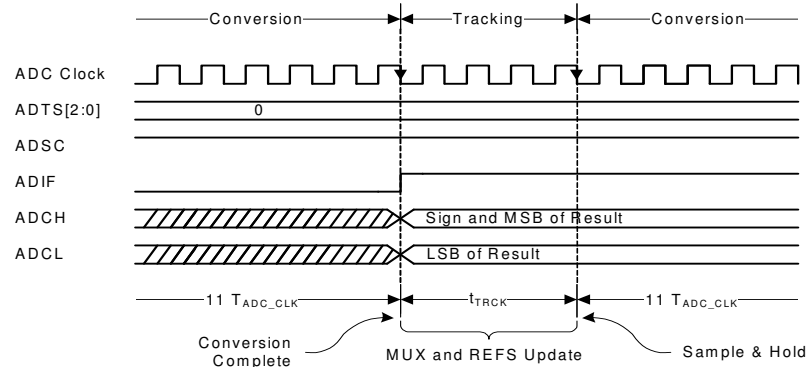 Conversion Tracking Conversion
ADC Clock
ADTS[2:0] 0
ADSC
ADIF
ADCH Sign and MSB of Result
ADCL LSB of Result
11 TADC_CLK tTRCK 11 TADC_CLK
Conversion Complete
MUX and REFS Update
Sample & Hold